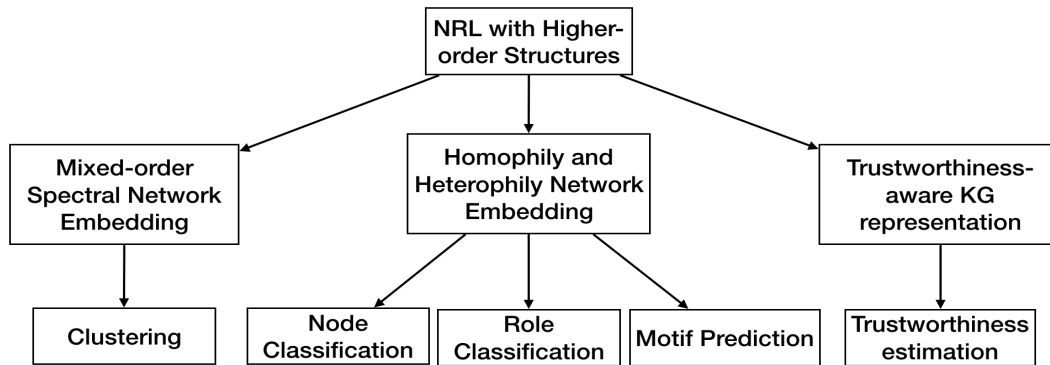 NRL with Higher-
order Structures
Mixed-order
Spectral Network
Embedding
Homophily and
Heterophily Network
Embedding
Trustworthiness-
aware KG
representation
Clustering
Node
Classification
Role
Classification
Motif Prediction
Trustworthiness
estimation